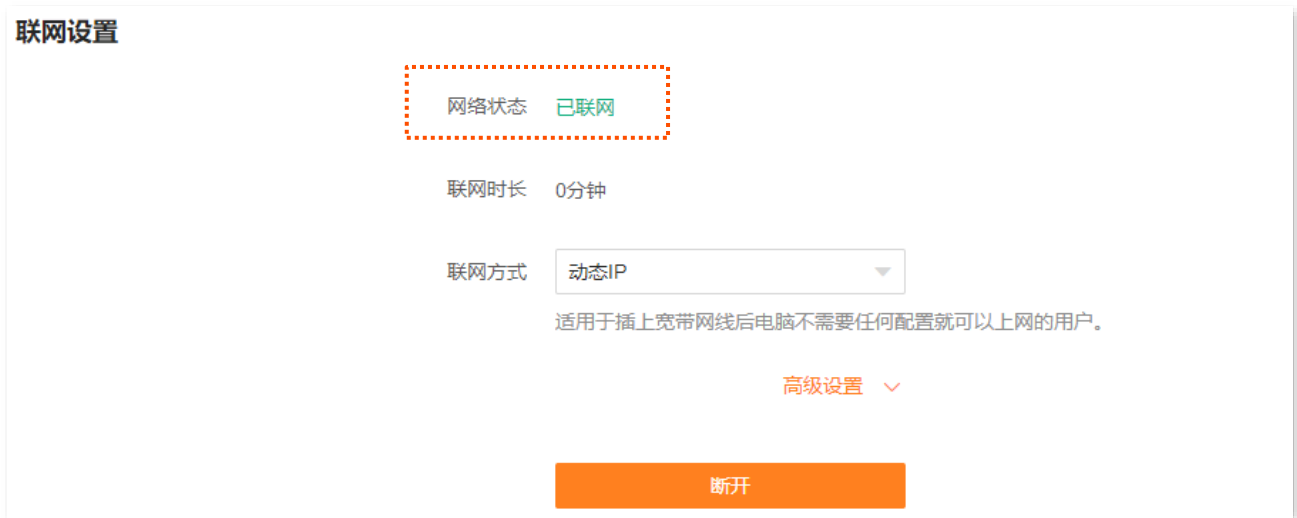 联网设置
网络状态 已联网
联网时长 0分钟
联网方式 动态IP
适用于插上宽带网线后电脑不需要任何配置就可以上网的用户。
高级设置
断开